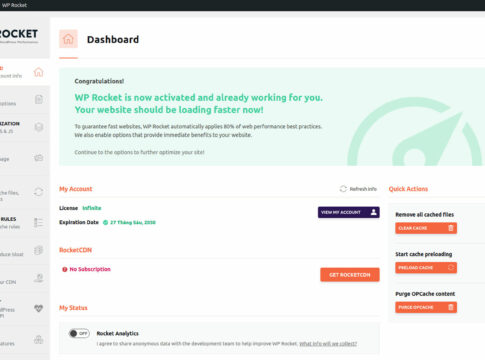 WP Rocket
ROCKET
Dashboard
Congratulations!
WP Rocket is now activated and already working for you.
Your website should be loading faster now!
To guarantee fast websites, WP Rocket automatically applies 80% of web performance best practices.
We also enable options that provide immediate benefits to your website.
Continue to the options to further optimize your site!
My Account
Refresh info
License Infinite
VIEW MY ACCOUNT
Expiration Date 27 Tháng Sáu, 2050
RocketCDN
No Subscription
GET ROCKETCDN
My Status
OFF
Rocket Analytics
I agree to share anonymous data with the development team to help improve WP Rocket. What info will we collect?
Quick Actions
Remove all cached files
CLEAR CACHE
Start cache preloading
PRELOAD CACHE
Purge OPCache content
PURGE OPCACHE
count info
ptions
IZATION
S & JS
age
che files,
RULES
che rules
duce bloat
ur CDN
dPress
PI
eatures